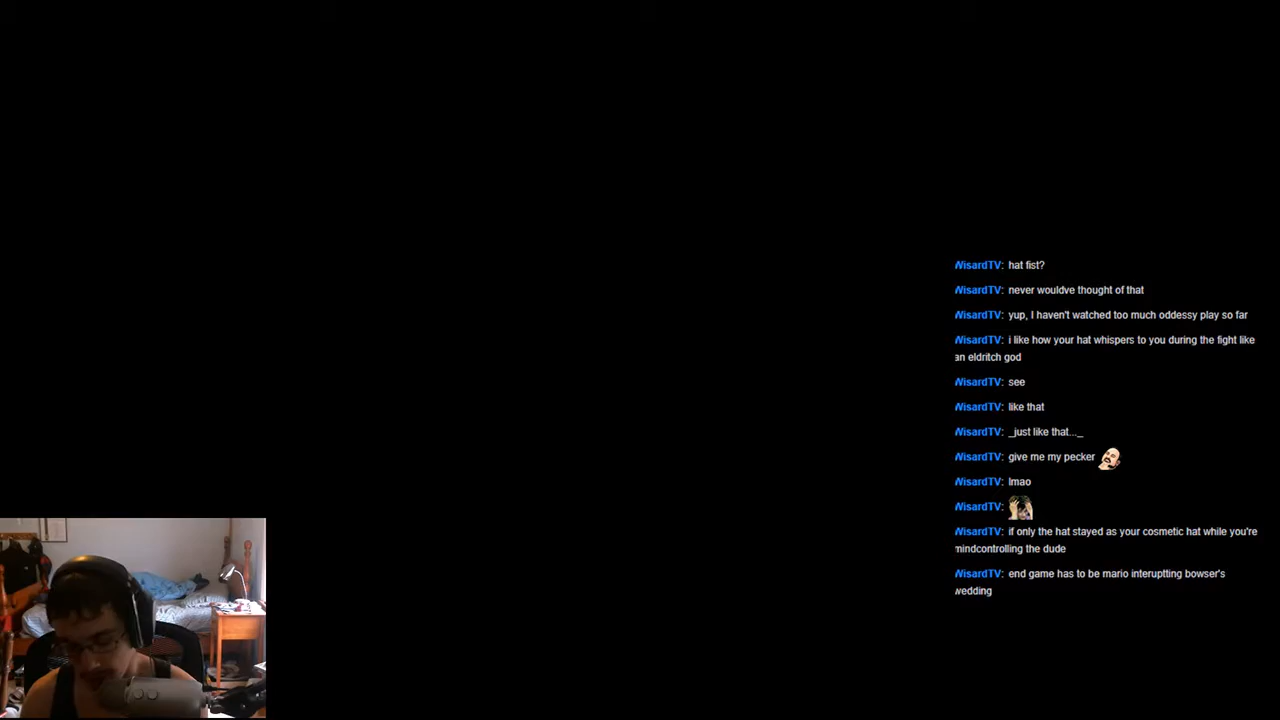 WisardTV: hat fist?
WisardTV: never wouldve thought of that
WisardTV: yup, I haven't watched too much oddessy play so far
WisardTV: i like how your hat whispers to you during the fight like
an eldritch god
WisardTV: see
WisardTV: like that
WisardTV: _just like that..._
WisardTV: give me my pecker
WisardTV: lmao
WisardTV:
WisardTV: if only the hat stayed as your cosmetic hat while you're
mindcontrolling the dude
WisardTV: end game has to be mario interuptting bowser's
wedding